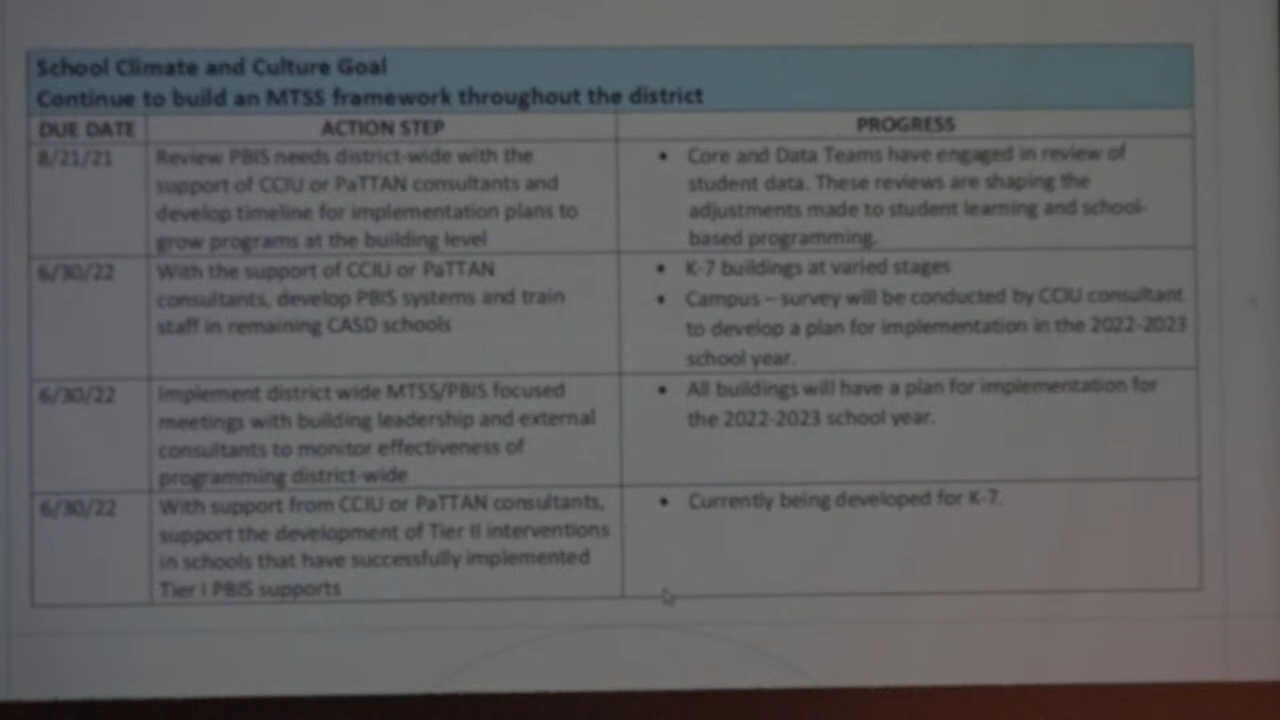 School Climate and Culture Goal
Continue to build an MTSS framework throughout the district
DUE DATE
ACTION STEP
PROGRESS
8/21/21
Review PBIS needs district-wide with the
support of CCIU or PaTTAN consultants and
develop timeline for implementation plans to
grow programs at the building level
• Core and Data Teams have engaged in review of
student data. These reviews are shaping the
adjustments made to student learning and school-
based programming.
6/30/22
With the support of CCIU or PaTTAN
consultants, develop PBIS systems and train
staff in remaining CASD schools
• K-7 buildings at varied stages
• Campus – survey will be conducted by CCIU consultant
to develop a plan for implementation in the 2022-2023
school year.
6/30/22
Implement district wide MTSS/PBIS focused
meetings with building leadership and external
consultants to monitor effectiveness of
programming district-wide
• All buildings will have a plan for implementation for
the 2022-2023 school year.
6/30/22
With support from CCIU or PaTTAN consultants,
support the development of Tier II interventions
in schools that have successfully implemented
Tier I PBIS supports
• Currently being developed for K-7.